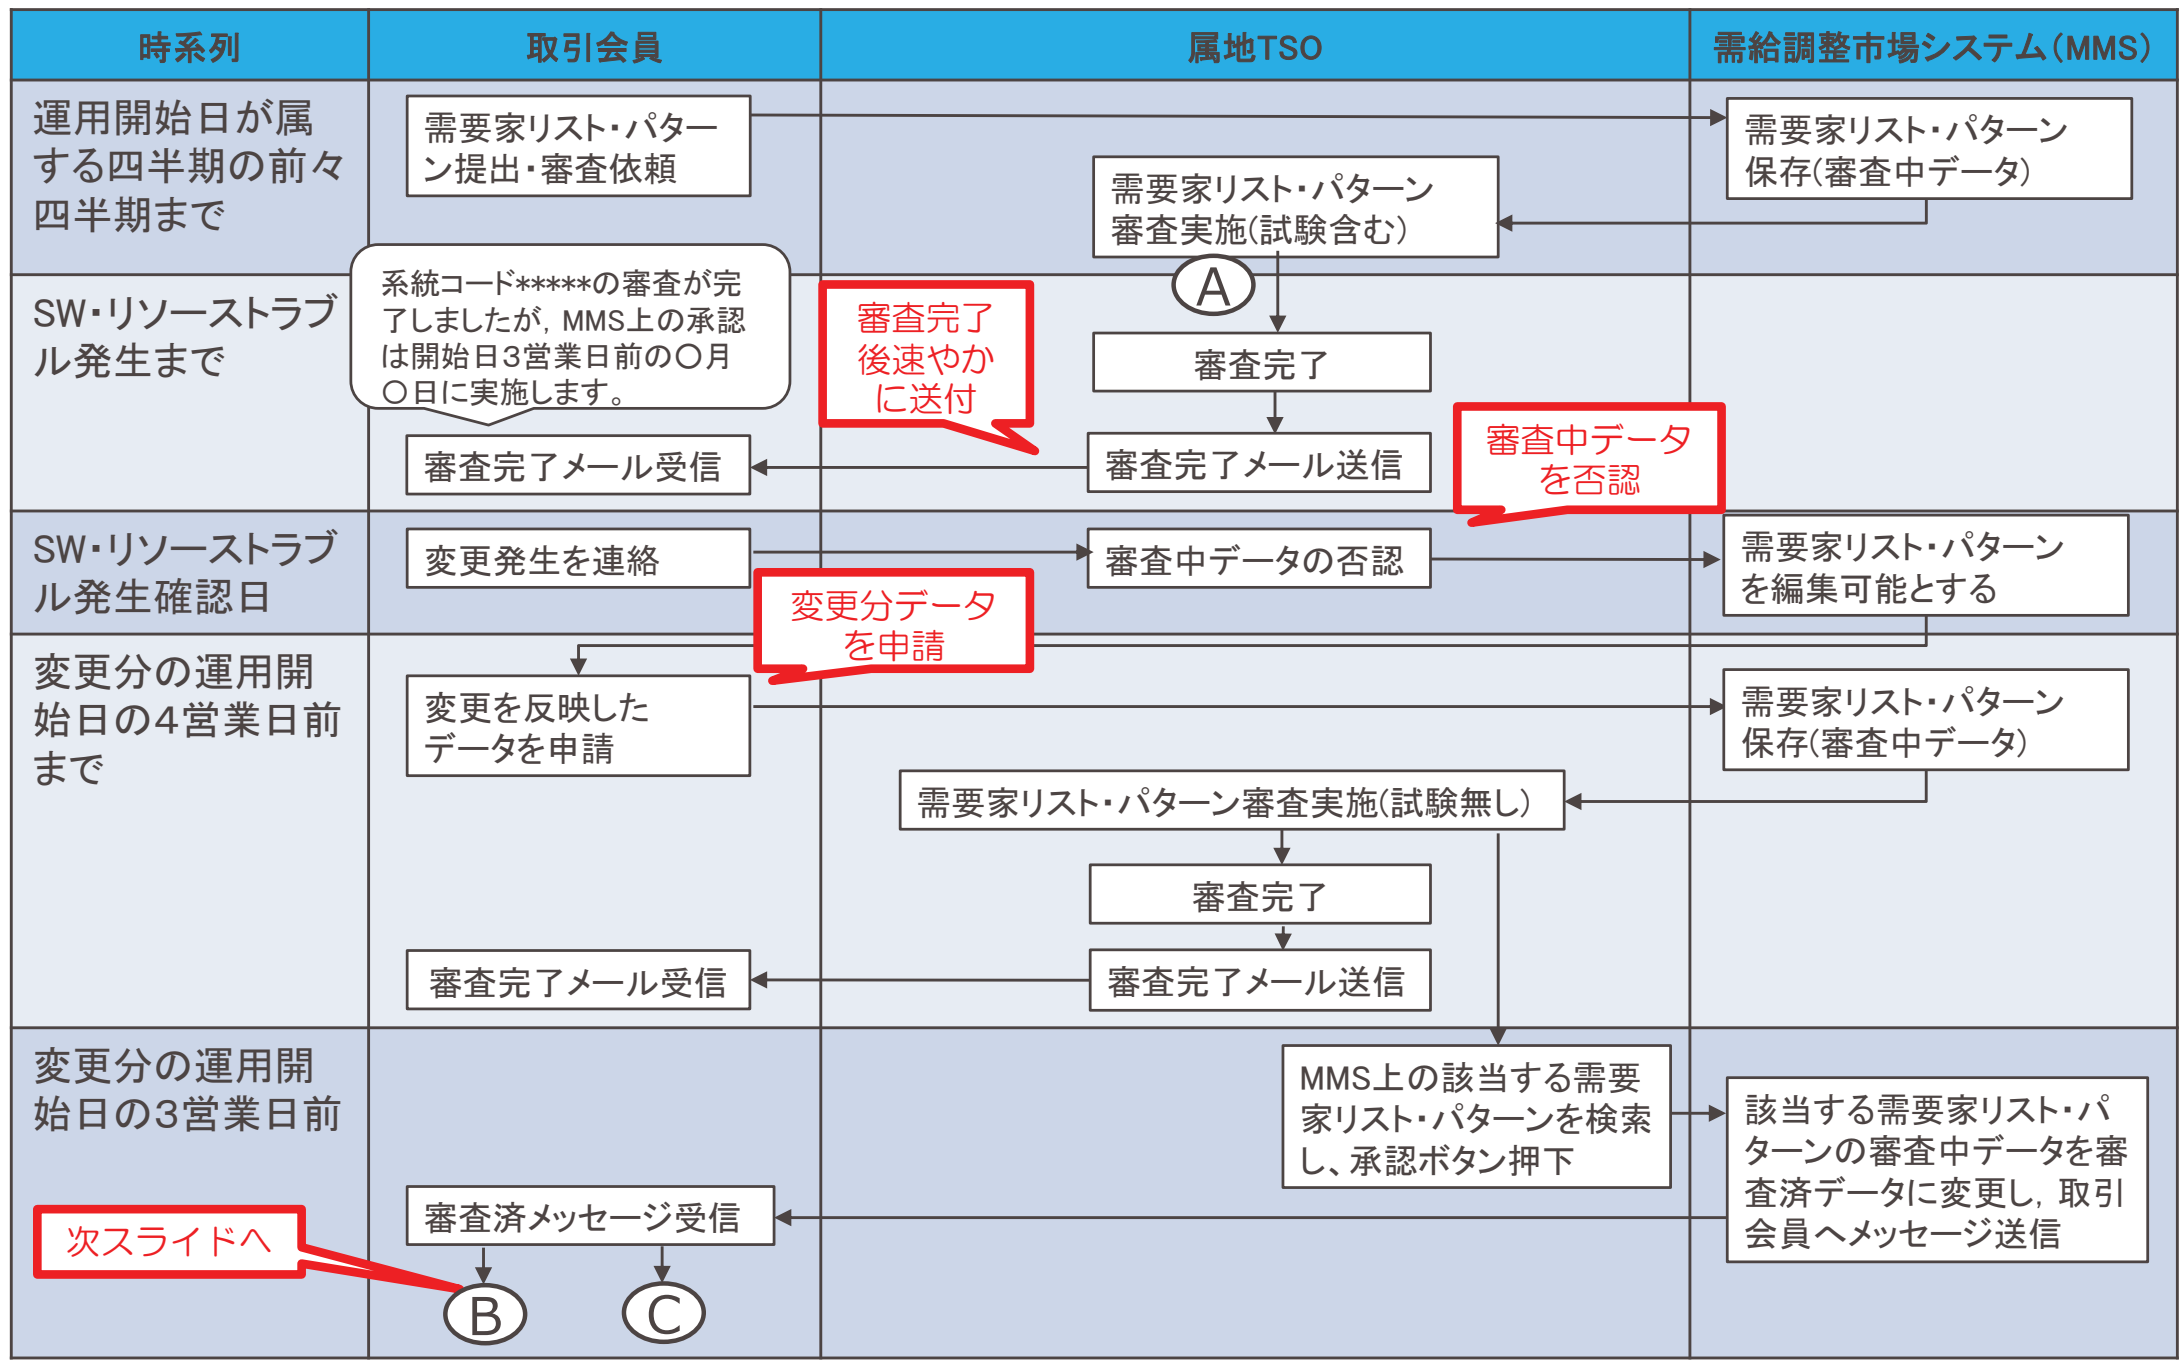 時系列
取引会員
属地TSO
需給調整市場システム(MMS)
運用開始日が属
する四半期の前々
四半期まで
需要家リスト・パター
ン提出・審査依頼
需要家リスト・パターン
保存(審査中データ)
需要家リスト・パターン
審査実施(試験含む)
A
SW・リソーストラブ
ル発生まで
系統コード*****の審査が完
了しましたが,MMS上の承認
は開始日3営業日前の〇月
〇日に実施します。
審査完了
後速やか
に送付
審査完了
審査完了メール受信
審査完了メール送信
審査中データ
を否認
SW・リソーストラブ
ル発生確認日
変更発生を連絡
審査中データの否認
需要家リスト・パターン
を編集可能とする
変更分データ
を申請
変更分の運用開
始日の4営業日前
まで
変更を反映した
データを申請
需要家リスト・パターン
保存(審査中データ)
需要家リスト・パターン審査実施(試験無し)
審査完了
審査完了メール受信
審査完了メール送信
変更分の運用開
始日の3営業日前
MMS上の該当する需要
家リスト・パターンを検索
し、承認ボタン押下
該当する需要家リスト・パ
ターンの審査中データを審
査済データに変更し,取引
会員へメッセージ送信
審査済メッセージ受信
次スライドへ
B
C